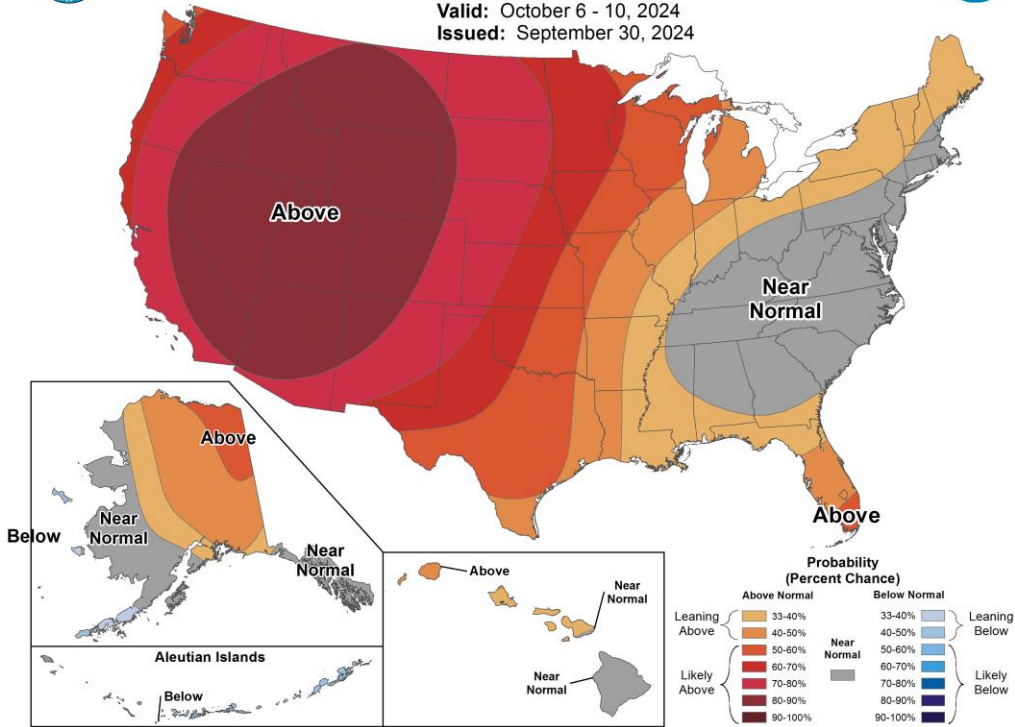 Valid: October 6 - 10, 2024
Issued: September 30, 2024
Above
Near
Normal
Above
Above
Near
Normal
Below
Near
Normal
Aleutian Islands
Below
Above
Near
Normal
Near
Normal
Probability
(Percent Chance)
Above Normal
Below Normal
Leaning
Above
33-40%
40-50%
Likely
Above
50-60%
60-70%
70-80%
80-90%
90-100%
Near
Normal
33-40%
40-50%
Leaning
Below
50-60%
60-70%
70-80%
80-90%
90-100%
Likely
Below